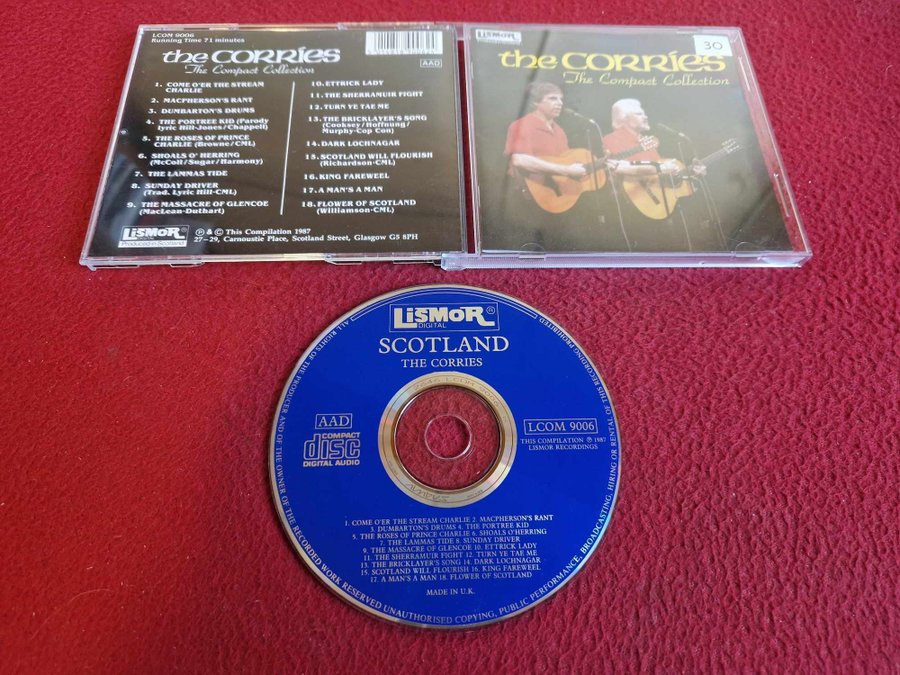 LCOM 9006
Running Time 71 minutes
AAD
the CORRIES
The Compact Collection
1. COME O'ER THE STREAM
CHARLIE
2. MACPHERSON'S RANT
3. DUMBARTON'S DRUMS
4. THE PORTREE KID (Parody
lyric Hill-Jones/Chappell)
5. THE ROSES OF PRINCE
CHARLIE (Browne/CML)
6. SHOALS O' HERRING
(McColl/Sugar/Harmony)
7. THE LAMMAS TIDE
8. SUNDAY DRIVER
(Trad. Lyric Hill-CML)
9. THE MASSACRE OF GLENCOE
(MacLean-Duthart)
10. ETTRICK LADY
11. THE SHERRAMUIR FIGHT
12. TURN YE TAE ME
13. THE BRICKLAYER'S SONG
(Cooksey/Hoffnung/
Murphy-Cop Con)
14. DARK LOCHNAGAR
15. SCOTLAND WILL FLOURISH
(Richardson-CML)
16. KING FAREWEEL
17. A MAN'S A MAN
18. FLOWER OF SCOTLAND
(Williamson-CML)
LISMOR
Produced in Scotland
℗ & © This Compilation 1987
27–29, Carnoustie Place, Scotland Street, Glasgow G5 8PH
LISMOR
30
the CORRIES
The Compact Collection
LISMOR ®
DIGITAL
SCOTLAND
THE CORRIES
AAD
COMPACT
disc
DIGITAL AUDIO
LCOM 9006
THIS COMPILATION ℗ 1987
LISMOR RECORDINGS
1. COME O'ER THE STREAM CHARLIE 2. MACPHERSON'S RANT
3. DUMBARTON'S DRUMS 4. THE PORTREE KID
5. THE ROSES OF PRINCE CHARLIE 6. SHOALS O'HERRING
7. THE LAMMAS TIDE 8. SUNDAY DRIVER
9. THE MASSACRE OF GLENCOE 10. ETTRICK LADY
11. THE SHERRAMUIR FIGHT 12. TURN YE TAE ME
13. THE BRICKLAYER'S SONG 14. DARK LOCHNAGAR
15. SCOTLAND WILL FLOURISH 16. KING FAREWEEL
17. A MAN'S A MAN 18. FLOWER OF SCOTLAND
MADE IN U.K.
ALL RIGHTS OF THE PRODUCER AND OF THE OWNER OF THE RECORDED WORK RESERVED UNAUTHORISED COPYING, PUBLIC PERFORMANCE, BROADCASTING, HIRING OR RENTAL OF THIS RECORDING PROHIBITED